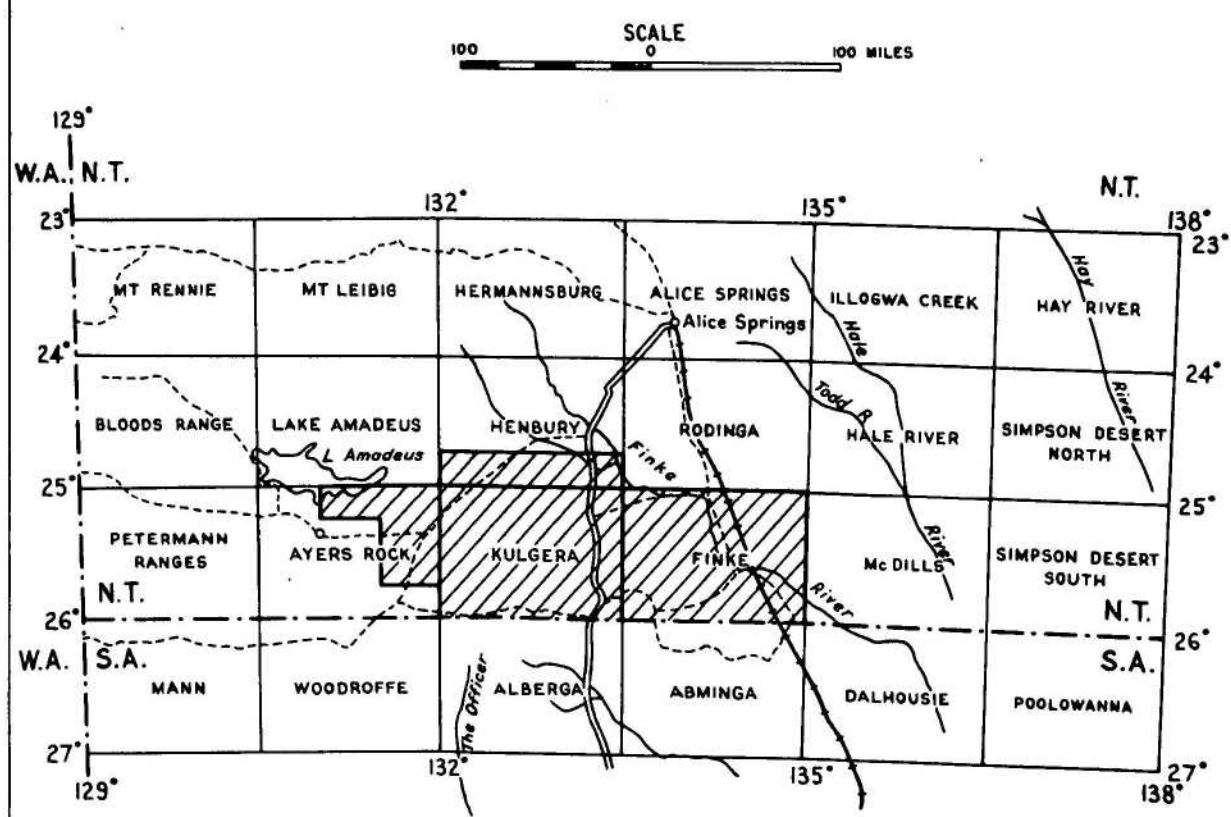 SCALE
100 0 100 MILES
129°
W.A. N.T. N.T.
132° 135° 138°
23° 23°
MT RENNIE MT LEIBIG HERMANNSBURG ALICE SPRINGS ILLOGWA CREEK HAY RIVER
Alice Springs
Hale
Hay
24° 24°
River
BLOODS RANGE LAKE AMADEUS HENBURY RODINGA HALE RIVER SIMPSON DESERT
NORTH
L Amadeus
Finke
Todd R
25° 25°
River
PETERMANN
RANGES
AYERS ROCK KULGERA FINKE McDILLS SIMPSON DESERT
SOUTH
River
N.T. N.T.
26° 26°
W.A. S.A. S.A.
MANN WOODROFFE ALBERGA ABMINGA DALHOUSIE POOLOWANNA
The Officer
27° 27°
129° 132° 135° 138°